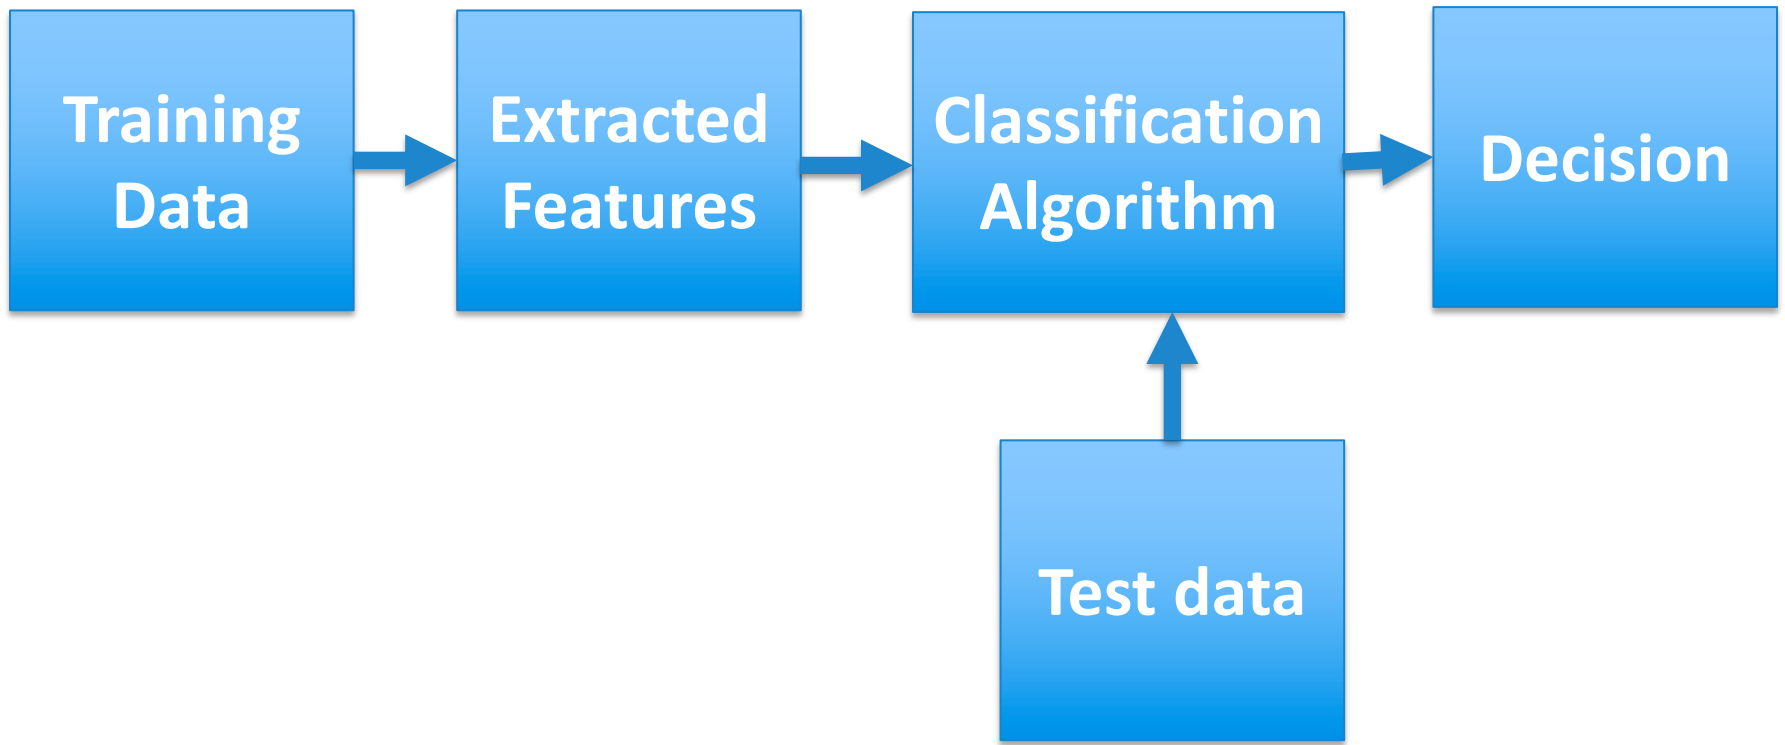 Training
Data
Extracted
Features
Classification
Algorithm
Decision
Test data